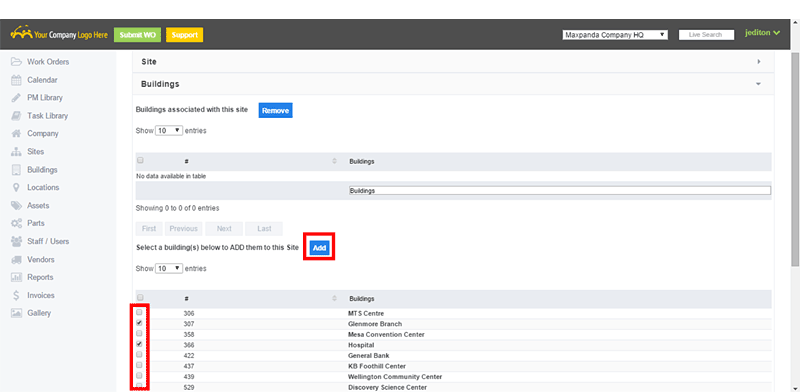 Your Company Logo Here Submit WO Support Maxpanda Company HQ Live Search jediton
Work Orders
Calendar
PM Library
Task Library
Company
Sites
Buildings
Locations
Assets
Parts
Staff / Users
Vendors
Reports
Invoices
Gallery
Site
Buildings
Buildings associated with this site Remove
Show 10 entries
# Buildings
No data available in table
Buildings
Showing 0 to 0 of 0 entries
First Previous Next Last
Select a building(s) below to ADD them to this Site Add
Show 10 entries
# Buildings
306 MTS Centre
307 Glenmore Branch
358 Mesa Convention Center
366 Hospital
422 General Bank
437 KB Foothill Center
439 Wellington Community Center
529 Discovery Science Center